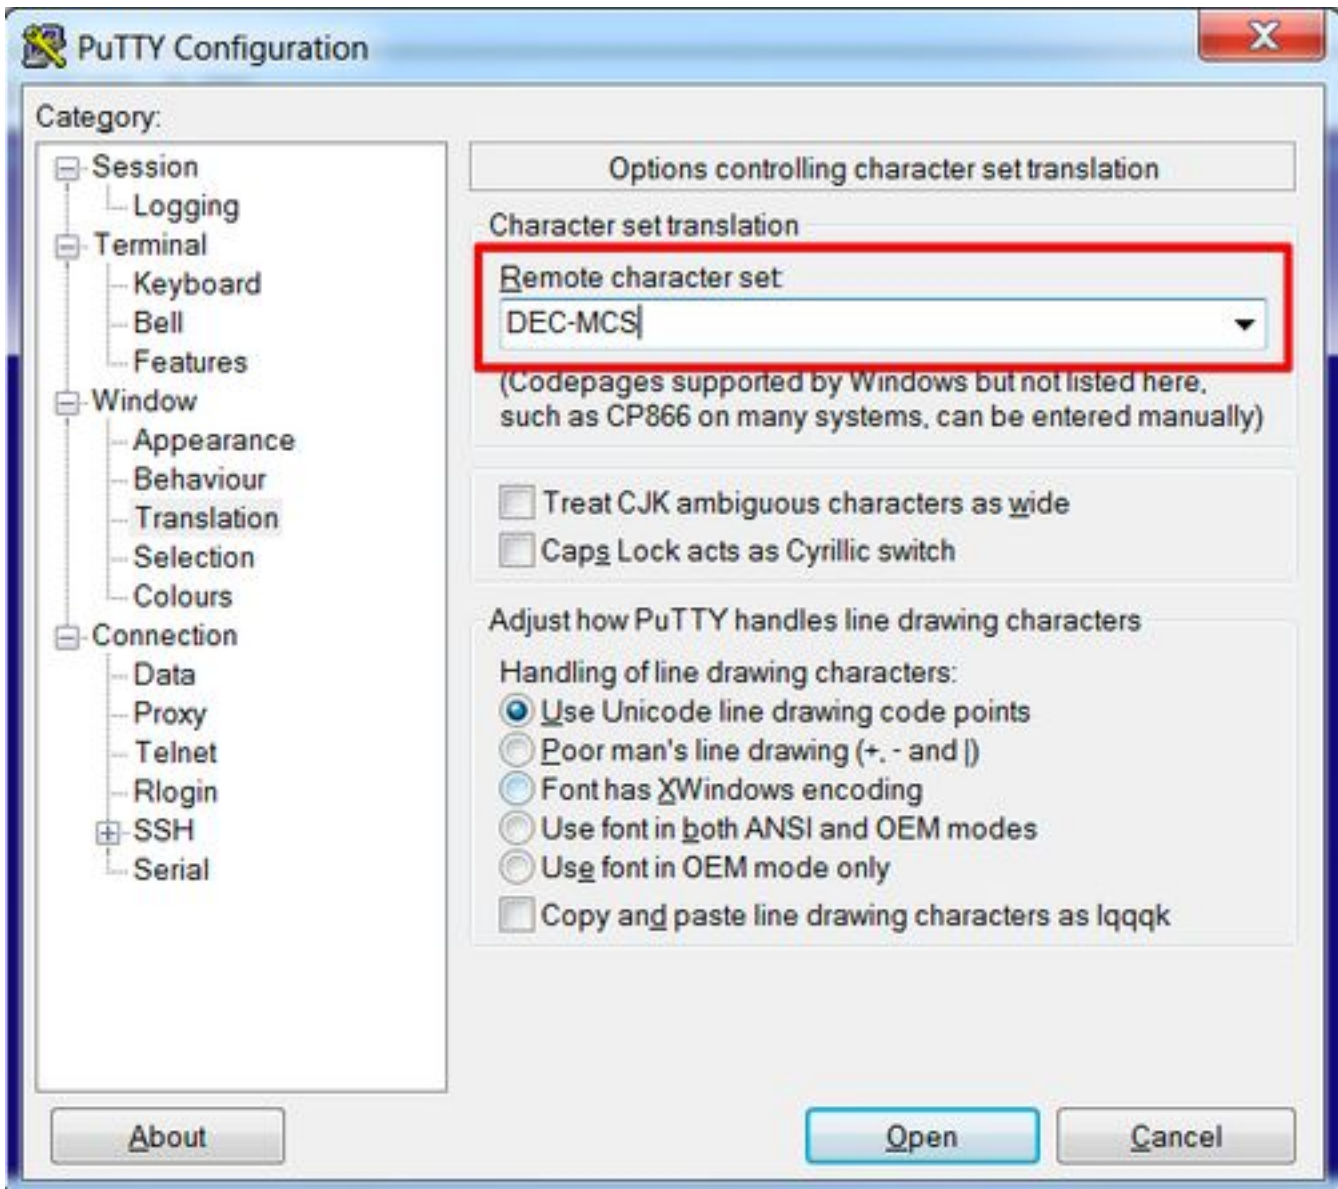 PuTTY Configuration
Category:
Session
Logging
Terminal
Keyboard
Bell
Features
Window
Appearance
Behaviour
Translation
Selection
Colours
Connection
Data
Proxy
Telnet
Rlogin
SSH
Serial
Options controlling character set translation
Character set translation
Remote character set:
DEC-MCS
(Codepages supported by Windows but not listed here,
such as CP866 on many systems, can be entered manually)
Treat CJK ambiguous characters as wide
Caps Lock acts as Cyrillic switch
Adjust how PuTTY handles line drawing characters
Handling of line drawing characters:
Use Unicode line drawing code points
Poor man's line drawing (+, - and |)
Font has XWindows encoding
Use font in both ANSI and OEM modes
Use font in OEM mode only
Copy and paste line drawing characters as lqqqk
About
Open
Cancel